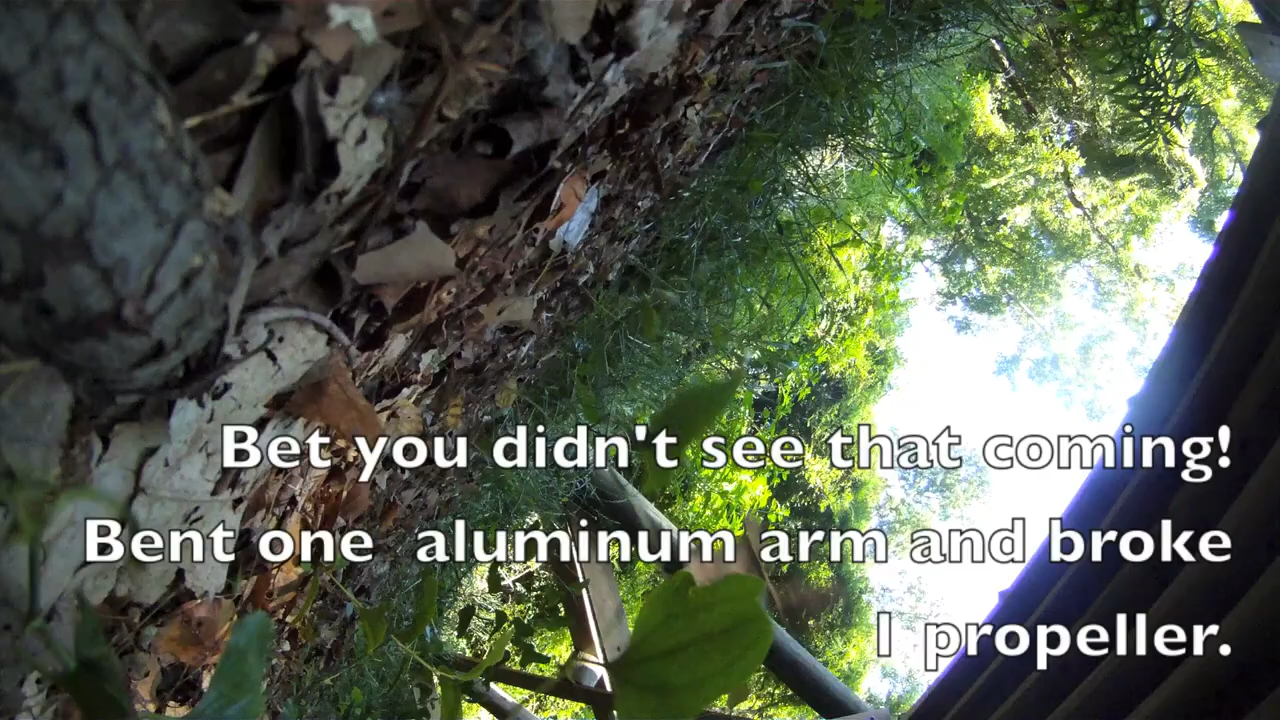 Bet you didn't see that coming!
Bent one  aluminum arm and broke
1 propeller.